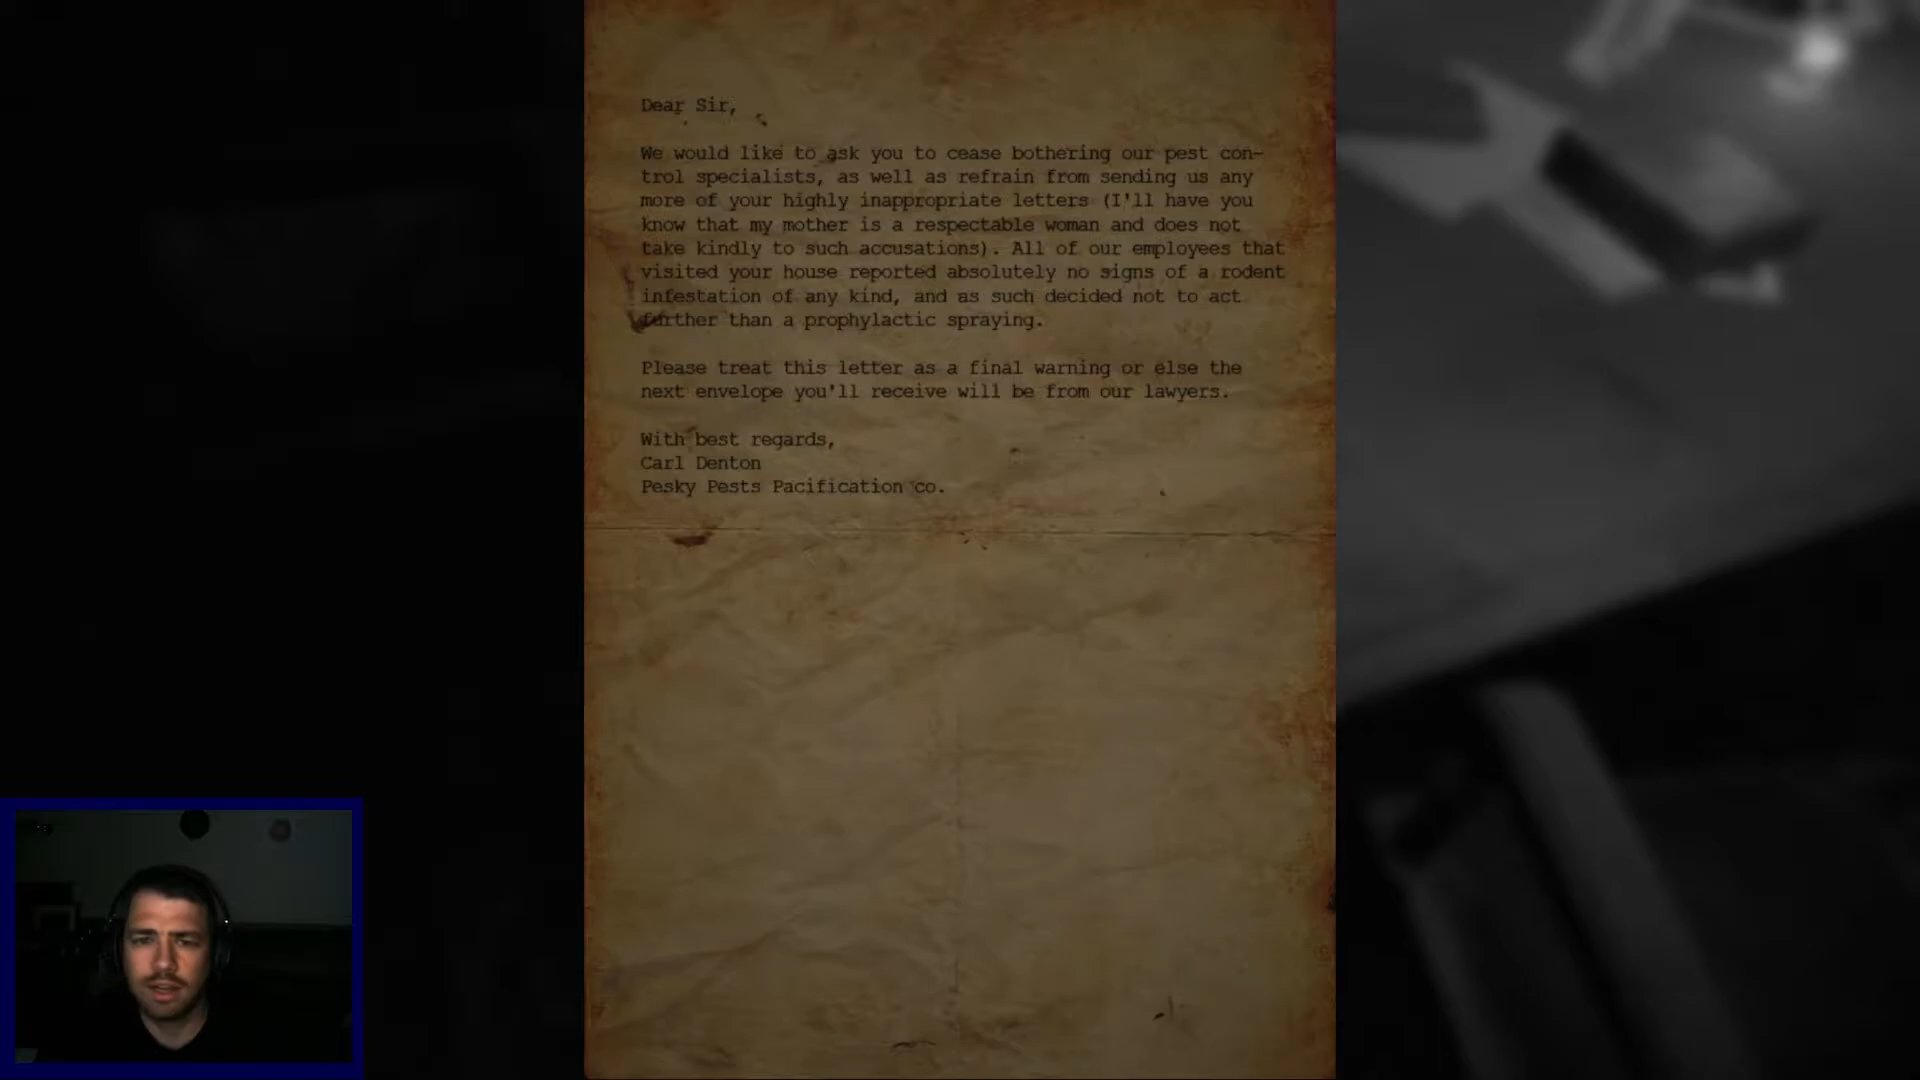 Dear Sir,
We would like to ask you to cease bothering our pest con-
trol specialists, as well as refrain from sending us any
more of your highly inappropriate letters (I'll have you
know that my mother is a respectable woman and does not
take kindly to such accusations). All of our employees that
visited your house reported absolutely no signs of a rodent
infestation of any kind, and as such decided not to act
further than a prophylactic spraying.
Please treat this letter as a final warning or else the
next envelope you'll receive will be from our lawyers.
With best regards,
Carl Denton
Pesky Pests Pacification co.